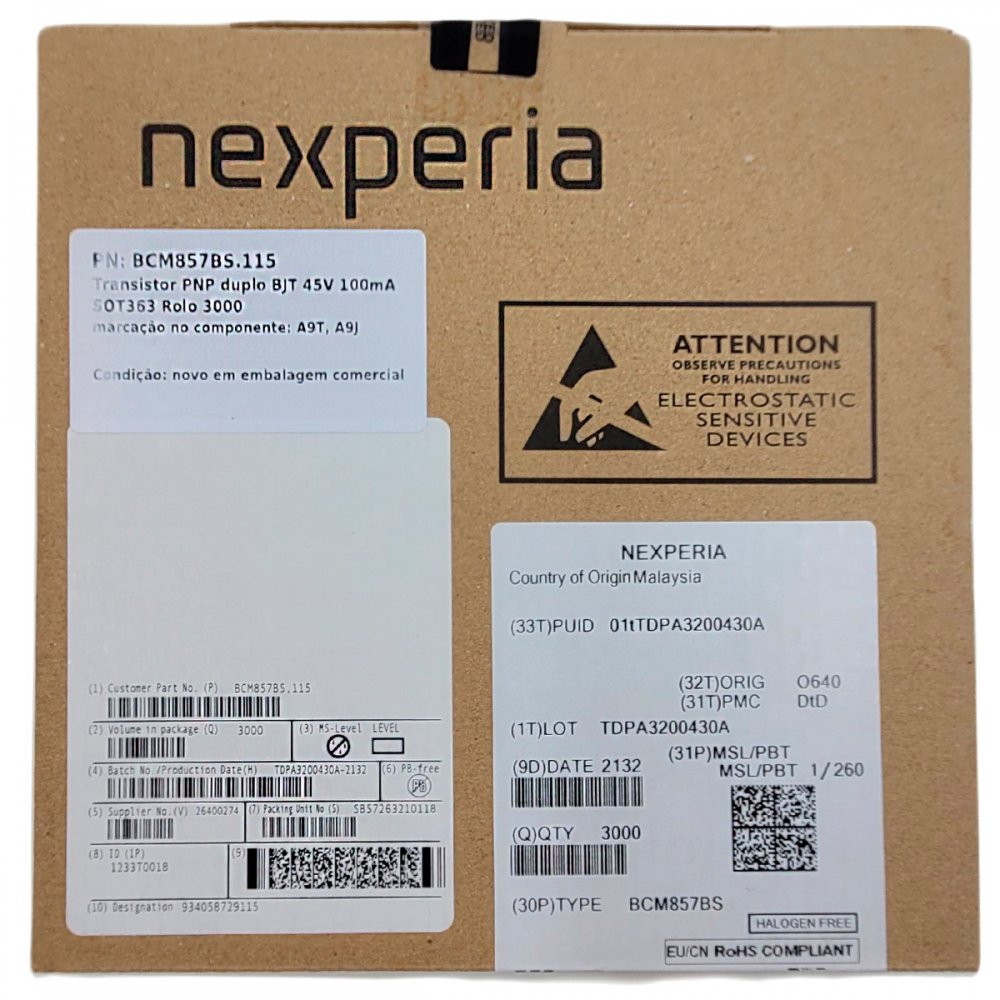 nexperia
PN: BCM857BS.115
Transistor PNP duplo BJT 45V 100mA
SOT363 Rolo 3000
marcação no componente: A9T, A9J
Condição: novo em embalagem comercial
ATTENTION
OBSERVE PRECAUTIONS
FOR HANDLING
ELECTROSTATIC
SENSITIVE
DEVICES
(1) Customer Part No. (P) BCM857BS,115
(2) Volume in package (Q) 3000
(3) MS-Level LEVEL
(4) Batch No./Production Date(H) TDPA3200430A-2132
(6) PB-free
Pb
(5) Supplier No.(V) 26400274
(7) Packing Unit No (S) SB57263210118
(8) ID (1P)
1233T0018
(9)
(10) Designation 934058729115
NEXPERIA
Country of Origin Malaysia
(33T)PUID 01tTDPA3200430A
(32T)ORIG O640
(31T)PMC DtD
(1T)LOT TDPA3200430A
(31P)MSL/PBT
(9D)DATE 2132
MSL/PBT 1/260
(Q)QTY 3000
(30P)TYPE BCM857BS
HALOGEN FREE
EU/CN RoHS COMPLIANT